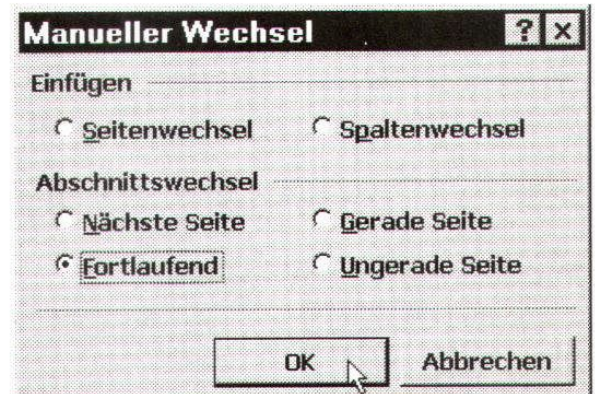 Manueller Wechsel ? ×
Einfügen
Seitenwechsel Spaltenwechsel
Abschnittswechsel
Nächste Seite Gerade Seite
Fortlaufend Ungerade Seite
OK Abbrechen